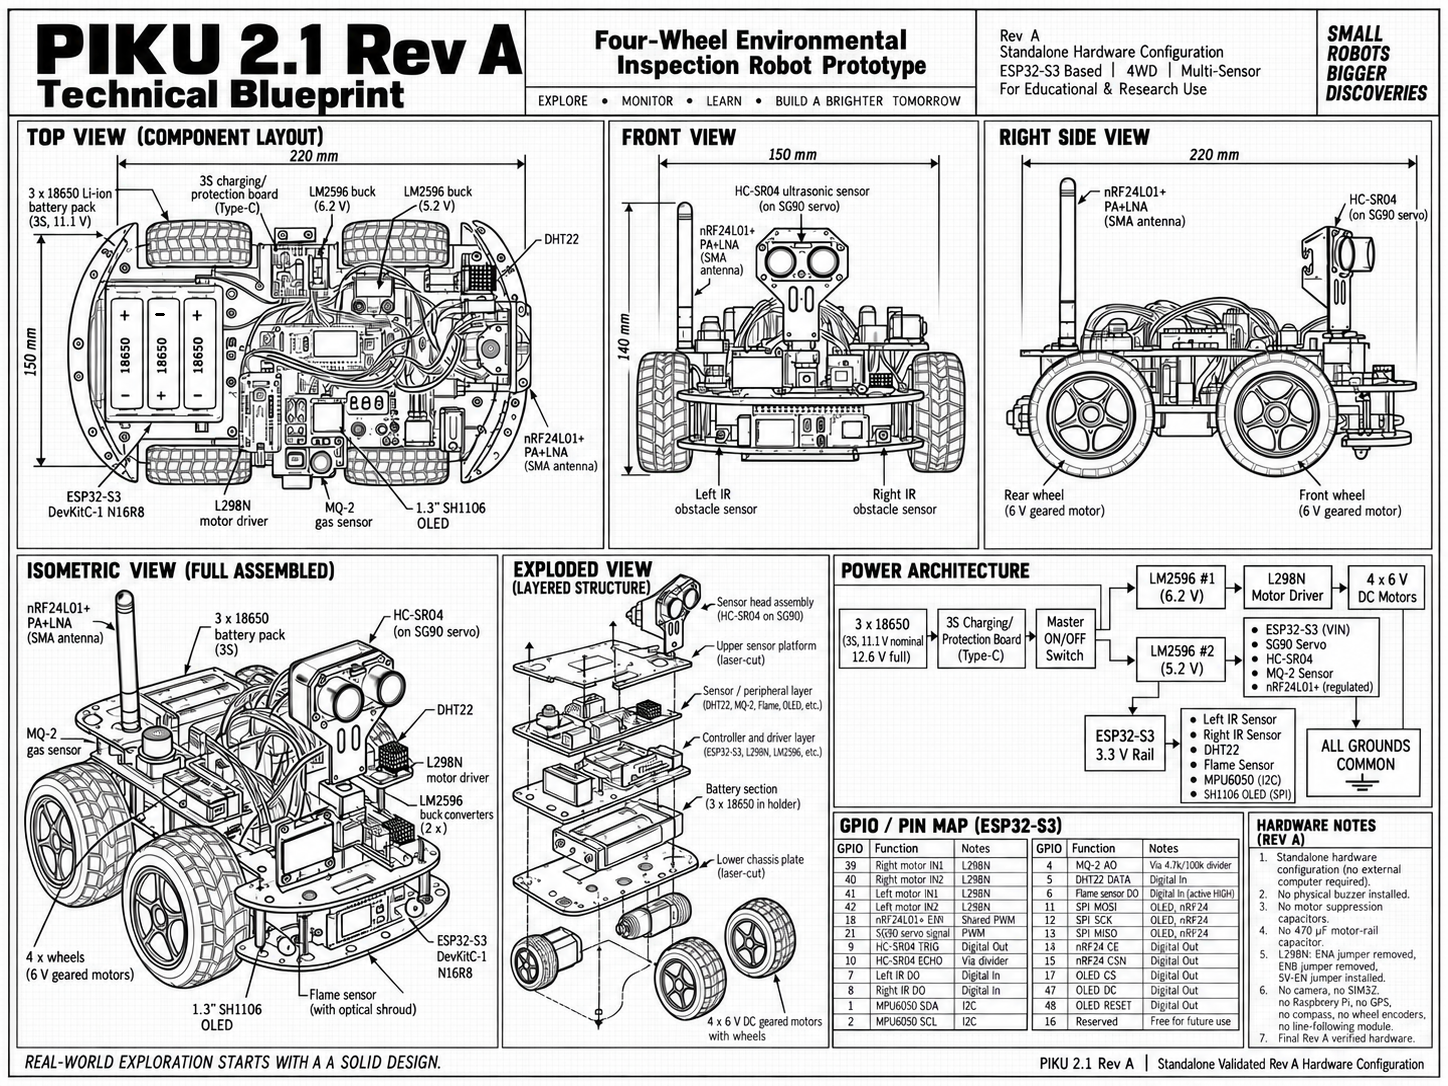 PIKU 2.1 Rev A
Technical Blueprint
Four-Wheel Environmental
Inspection Robot Prototype
EXPLORE • MONITOR • LEARN • BUILD A BRIGHTER TOMORROW
Rev A
Standalone Hardware Configuration
ESP32-S3 Based | 4WD | Multi-Sensor
For Educational & Research Use
SMALL
ROBOTS
BIGGER
DISCOVERIES
TOP VIEW (COMPONENT LAYOUT)
220 mm
3 x 18650 Li-ion
battery pack
(3S, 11.1 V)
3S charging/
protection board
(Type-C)
LM2596 buck
(6.2 V)
LM2596 buck
(5.2 V)
DHT22
150 mm
+ - +
18650 18650 18650
- + -
nRF24L01+
PA+LNA
(SMA antenna)
ESP32-S3
DevKitC-1 N16R8
L298N
motor driver
MQ-2
gas sensor
1.3" SH1106
OLED
FRONT VIEW
150 mm
HC-SR04 ultrasonic sensor
(on SG90 servo)
nRF24L01+
PA+LNA
(SMA
antenna)
140 mm
Left IR
obstacle sensor
Right IR
obstacle sensor
RIGHT SIDE VIEW
220 mm
nRF24L01+
PA+LNA
(SMA antenna)
HC-SR04
(on SG90 servo)
Rear wheel
(6 V geared motor)
Front wheel
(6 V geared motor)
ISOMETRIC VIEW (FULL ASSEMBLED)
nRF24L01+
PA+LNA
(SMA antenna)
3 x 18650
battery pack
(3S)
HC-SR04
(on SG90 servo)
MQ-2
gas sensor
DHT22
L298N
motor driver
LM2596
buck converters
(2 x)
4 x wheels
(6 V geared motors)
1.3" SH1106
OLED
Flame sensor
(with optical shroud)
ESP32-S3
DevKitC-1
N16R8
EXPLODED VIEW
(LAYERED STRUCTURE)
Sensor head assembly
(HC-SR04 on SG90)
Upper sensor platform
(laser-cut)
Sensor / peripheral layer
(DHT22, MQ-2, Flame, OLED, etc.)
Controller and driver layer
(ESP32-S3, L298N, LM2596, etc.)
Battery section
(3 x 18650 in holder)
Lower chassis plate
(laser-cut)
4 x 6 V DC geared motors
with wheels
POWER ARCHITECTURE
3 x 18650
(3S, 11.1 V nominal
12.6 V full)
3S Charging/
Protection Board
(Type-C)
Master
ON/OFF
Switch
LM2596 #1
(6.2 V)
L298N
Motor Driver
4 x 6 V
DC Motors
LM2596 #2
(5.2 V)
• ESP32-S3 (VIN)
• SG90 Servo
• HC-SR04
• MQ-2 Sensor
• nRF24L01+ (regulated)
ESP32-S3
3.3 V Rail
• Left IR Sensor
• Right IR Sensor
• DHT22
• Flame Sensor
• MPU6050 (I2C)
• SH1106 OLED (SPI)
ALL GROUNDS
COMMON
GPIO / PIN MAP (ESP32-S3)
GPIO Function Notes
39 Right motor IN1 L298N
40 Right motor IN2 L298N
41 Left motor IN1 L298N
42 Left motor IN2 L298N
18 nRF24L01+ Shared PWM
21 SG90 servo signal PWM
9 HC-SR04 TRIG Digital Out
10 HC-SR04 ECHO Via divider
7 Left IR DO Digital In
8 Right IR DO Digital In
1 MPU6050 SDA I2C
2 MPU6050 SCL I2C
GPIO Function Notes
4 MQ-2 AO Via 4.7k/100k divider
5 DHT22 DATA Digital In
6 Flame sensor DO Digital In (active HIGH)
11 SPI MOSI OLED, nRF24
12 SPI SCK OLED, nRF24
13 SPI MISO OLED, nRF24
nRF24 CE Digital Out
15 nRF24 CSN Digital Out
17 OLED CS Digital Out
47 OLED DC Digital Out
48 OLED RESET Digital Out
16 Reserved Free for future use
HARDWARE NOTES
(REV A)
1. Standalone hardware
configuration (no external
computer required).
2. No physical buzzer installed.
3. No motor suppression
capacitors.
4. No 470 µF motor-rail
capacitor.
5. L29BN: ENA jumper removed,
ENB jumper removed,
5V-EN jumper installed.
6. No camera, no SIM3Z,
no Raspbrery Pi, no GPS,
no compass, no wheel encoders,
no line-following module.
7. Final Rev A verified hardware.
REAL-WORLD EXPLORATION STARTS WITH A A SOLID DESIGN.
PIKU 2.1 Rev A | Standalone Validated Rev A Hardware Configuration